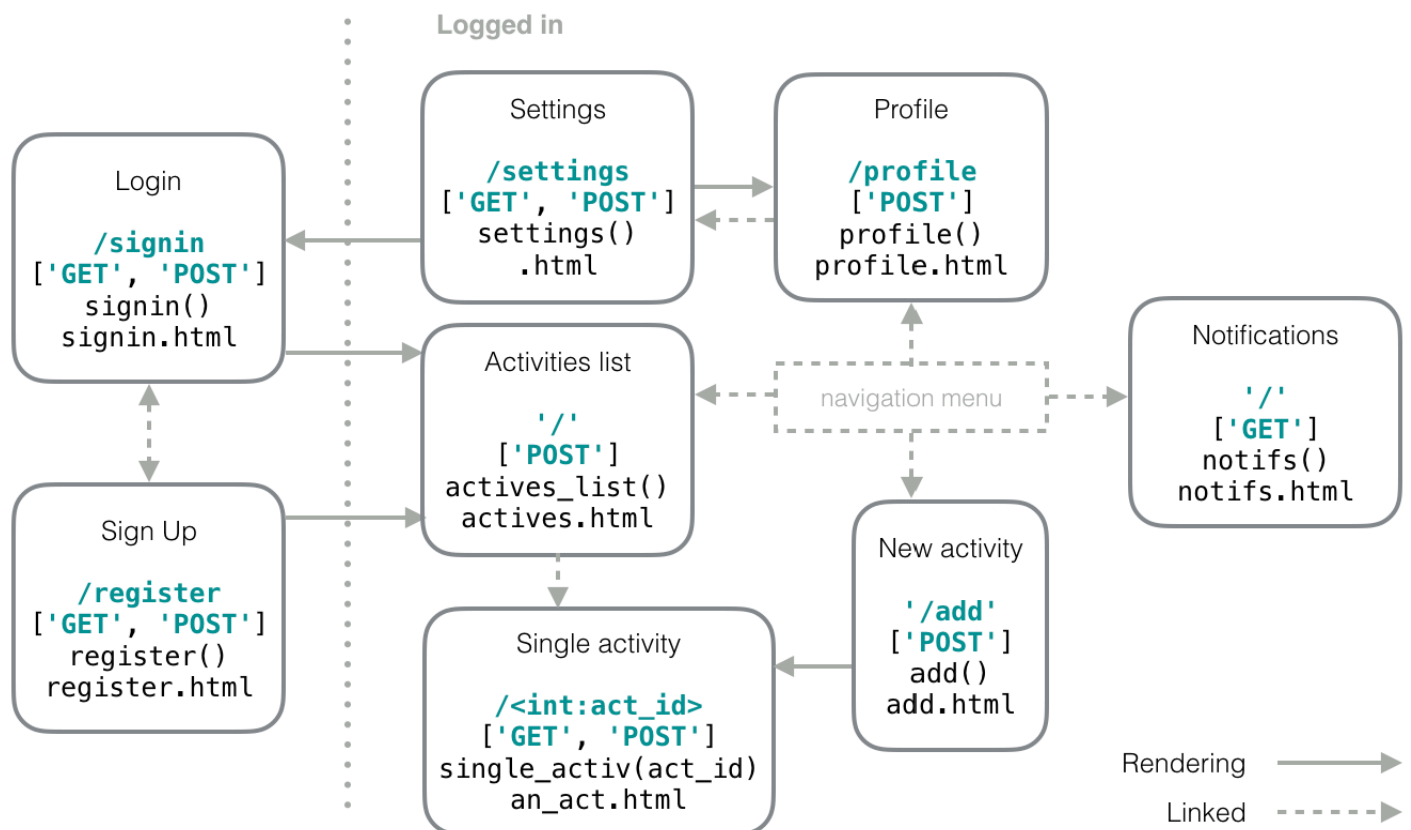 Logged in
Login
/signin
['GET', 'POST']
signin()
signin.html
Sign Up
/register
['GET', 'POST']
register()
register.html
Settings
/settings
['GET', 'POST']
settings()
.html
Profile
/profile
['POST']
profile()
profile.html
Activities list
'/'
['POST']
actives_list()
actives.html
navigation menu
Notifications
'/'
['GET']
notifs()
notifs.html
Single activity
/<int:act_id>
['GET', 'POST']
single_activ(act_id)
an_act.html
New activity
'/add'
['POST']
add()
add.html
Rendering
Linked